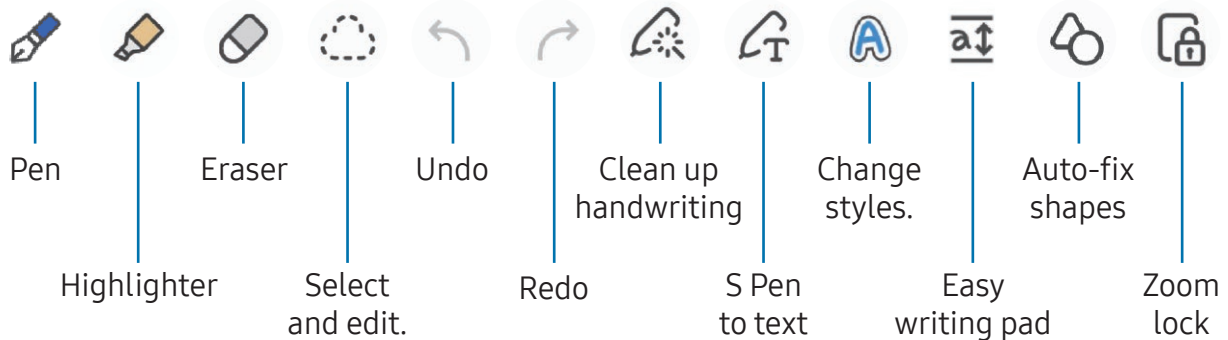 Pen
Eraser
Undo
Clean up
handwriting
Change
styles.
Auto-fix
shapes
Highlighter
Select
and edit.
Redo
S Pen
to text
Easy
writing pad
Zoom
lock